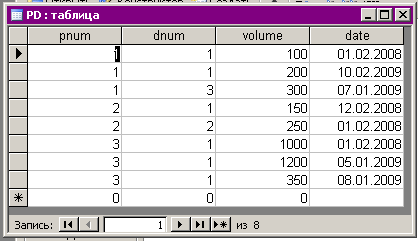 PD : таблица
pnum dnum volume date
1 1 100 01.02.2008
1 1 200 10.02.2009
1 3 300 07.01.2009
2 1 150 12.02.2008
2 2 250 01.02.2008
3 1 1000 01.02.2008
3 1 1200 05.01.2009
3 1 350 08.01.2009
0 0 0
Запись: 1 из 8